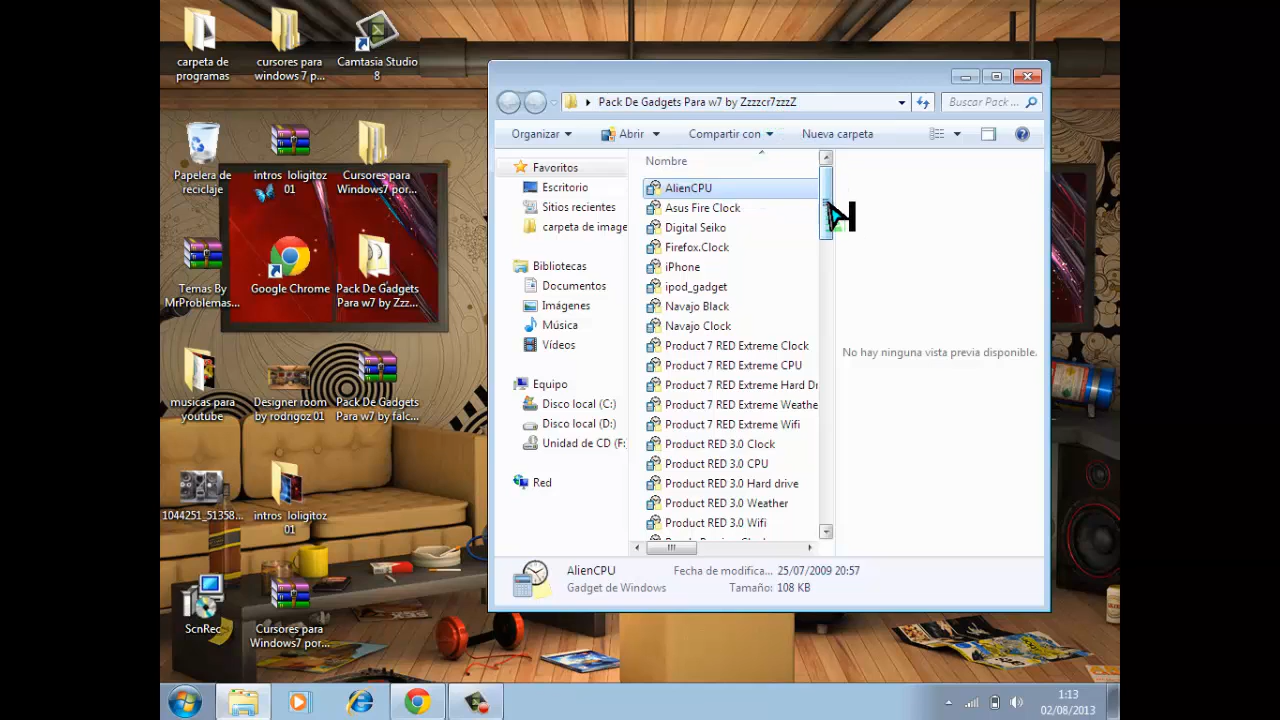 carpeta de
programas
cursores para
windows 7 p...
Camtasia Studio
8
Papelera de
reciclaje
intros_loligitoz
01
Cursores para
Windows7 por...
Temas By
MrProblemas...
Google Chrome
Pack De Gadgets
Para w7 by Zzz...
musicas para
youtube
Designer room
by rodrigoz 01
Pack De Gadgets
Para w7 by falc...
1044251_51358...
intros_loligitoz
01
ScnRec
Cursores para
Windows7 por...
Pack De Gadgets Para w7 by Zzzzcr7zzzZ
Buscar Pack ...
Organizar
Abrir
Compartir con
Nueva carpeta
Favoritos
Escritorio
Sitios recientes
carpeta de image
Bibliotecas
Documentos
Imágenes
Música
Vídeos
Equipo
Disco local (C:)
Disco local (D:)
Unidad de CD (F:
Red
Nombre
AlienCPU
Asus Fire Clock
Digital Seiko
Firefox.Clock
iPhone
ipod_gadget
Navajo Black
Navajo Clock
Product 7 RED Extreme Clock
Product 7 RED Extreme CPU
Product 7 RED Extreme Hard Dr
Product 7 RED Extreme Weathe
Product 7 RED Extreme Wifi
Product RED 3.0 Clock
Product RED 3.0 CPU
Product RED 3.0 Hard drive
Product RED 3.0 Weather
Product RED 3.0 Wifi
No hay ninguna vista previa disponible.
AlienCPU
Gadget de Windows
Fecha de modifica... 25/07/2009 20:57
Tamaño: 108 KB
1:13
02/08/2013